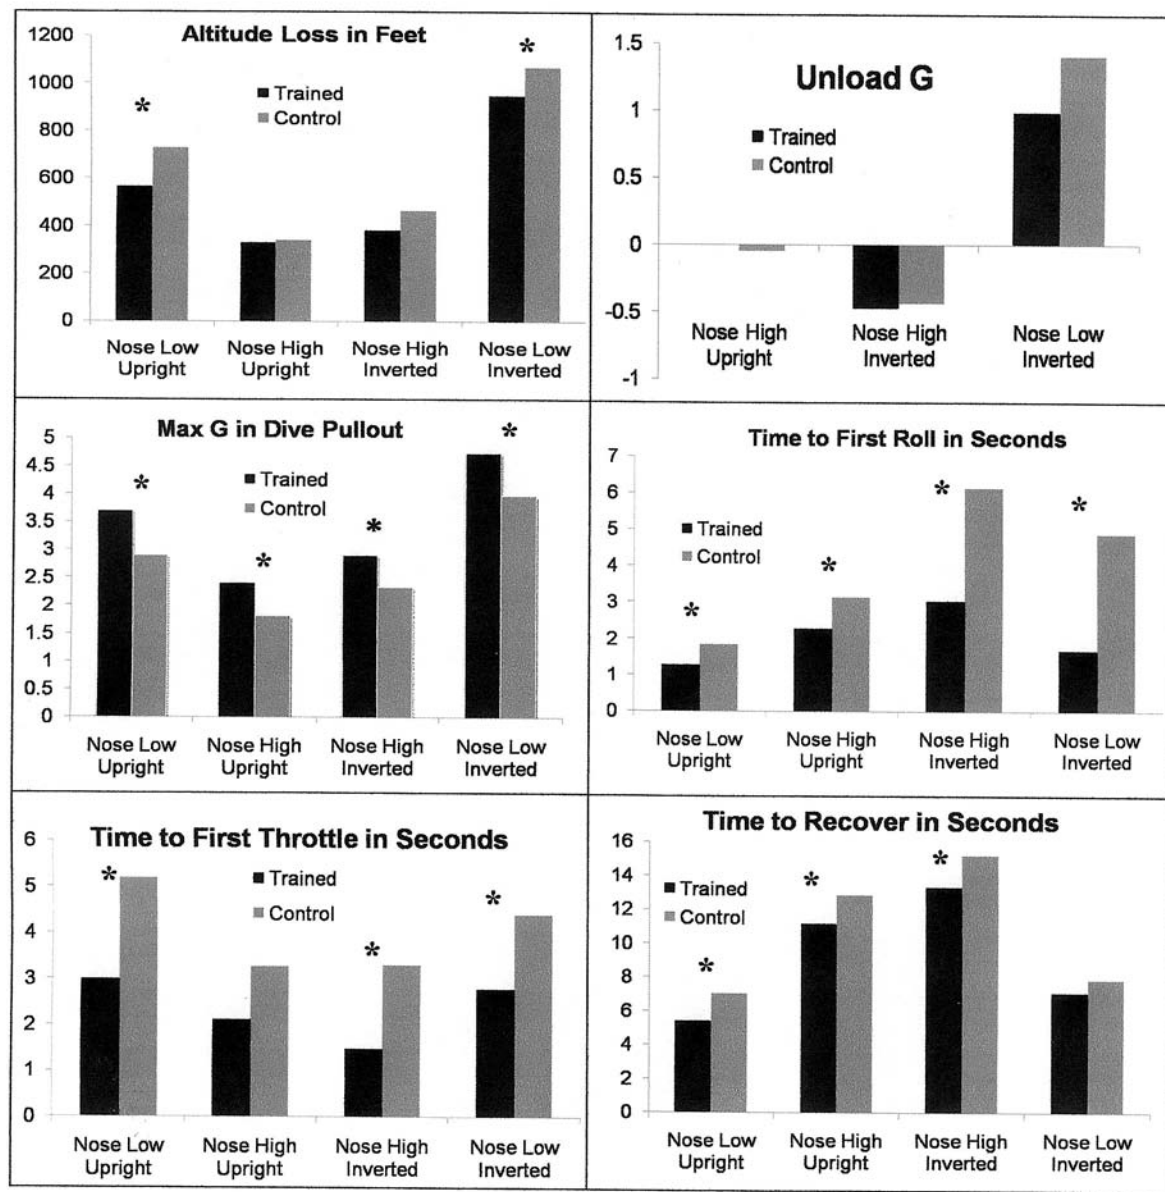 Altitude Loss in Feet
1200
1000
800
600
400
200
0
*
*
Trained
Control
Nose Low
Upright
Nose High
Upright
Nose High
Inverted
Nose Low
Inverted
Unload G
1.5
1
0.5
0
-0.5
-1
Trained
Control
Nose High
Upright
Nose High
Inverted
Nose Low
Inverted
Max G in Dive Pullout
5
4.5
4
3.5
3
2.5
2
1.5
1
0.5
0
*
*
*
*
Trained
Control
Nose Low
Upright
Nose High
Upright
Nose High
Inverted
Nose Low
Inverted
Time to First Roll in Seconds
7
6
5
4
3
2
1
0
*
*
*
*
Trained
Control
Nose Low
Upright
Nose High
Upright
Nose High
Inverted
Nose Low
Inverted
Time to First Throttle in Seconds
6
5
4
3
2
1
0
*
*
*
Trained
Control
Nose Low
Upright
Nose High
Upright
Nose High
Inverted
Nose Low
Inverted
Time to Recover in Seconds
16
14
12
10
8
6
4
2
0
*
*
*
Trained
Control
Nose Low
Upright
Nose High
Upright
Nose High
Inverted
Nose Low
Inverted